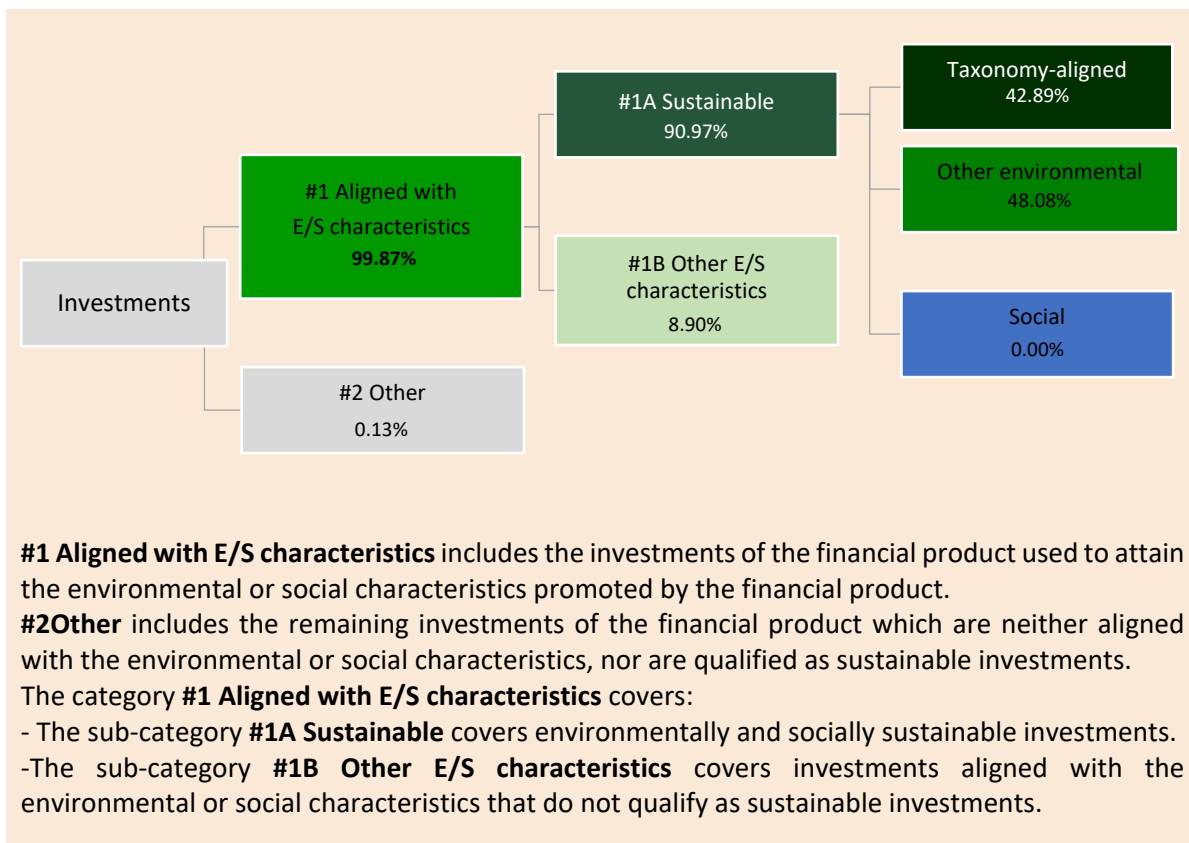 Investments
#1 Aligned with
E/S characteristics
99.87%
#2 Other
0.13%
#1A Sustainable
90.97%
#1B Other E/S
characteristics
8.90%
Taxonomy-aligned
42.89%
Other environmental
48.08%
Social
0.00%
#1 Aligned with E/S characteristics includes the investments of the financial product used to attain
the environmental or social characteristics promoted by the financial product.
#2Other includes the remaining investments of the financial product which are neither aligned
with the environmental or social characteristics, nor are qualified as sustainable investments.
The category #1 Aligned with E/S characteristics covers:
- The sub-category #1A Sustainable covers environmentally and socially sustainable investments.
-The sub-category #1B Other E/S characteristics covers investments aligned with the
environmental or social characteristics that do not qualify as sustainable investments.